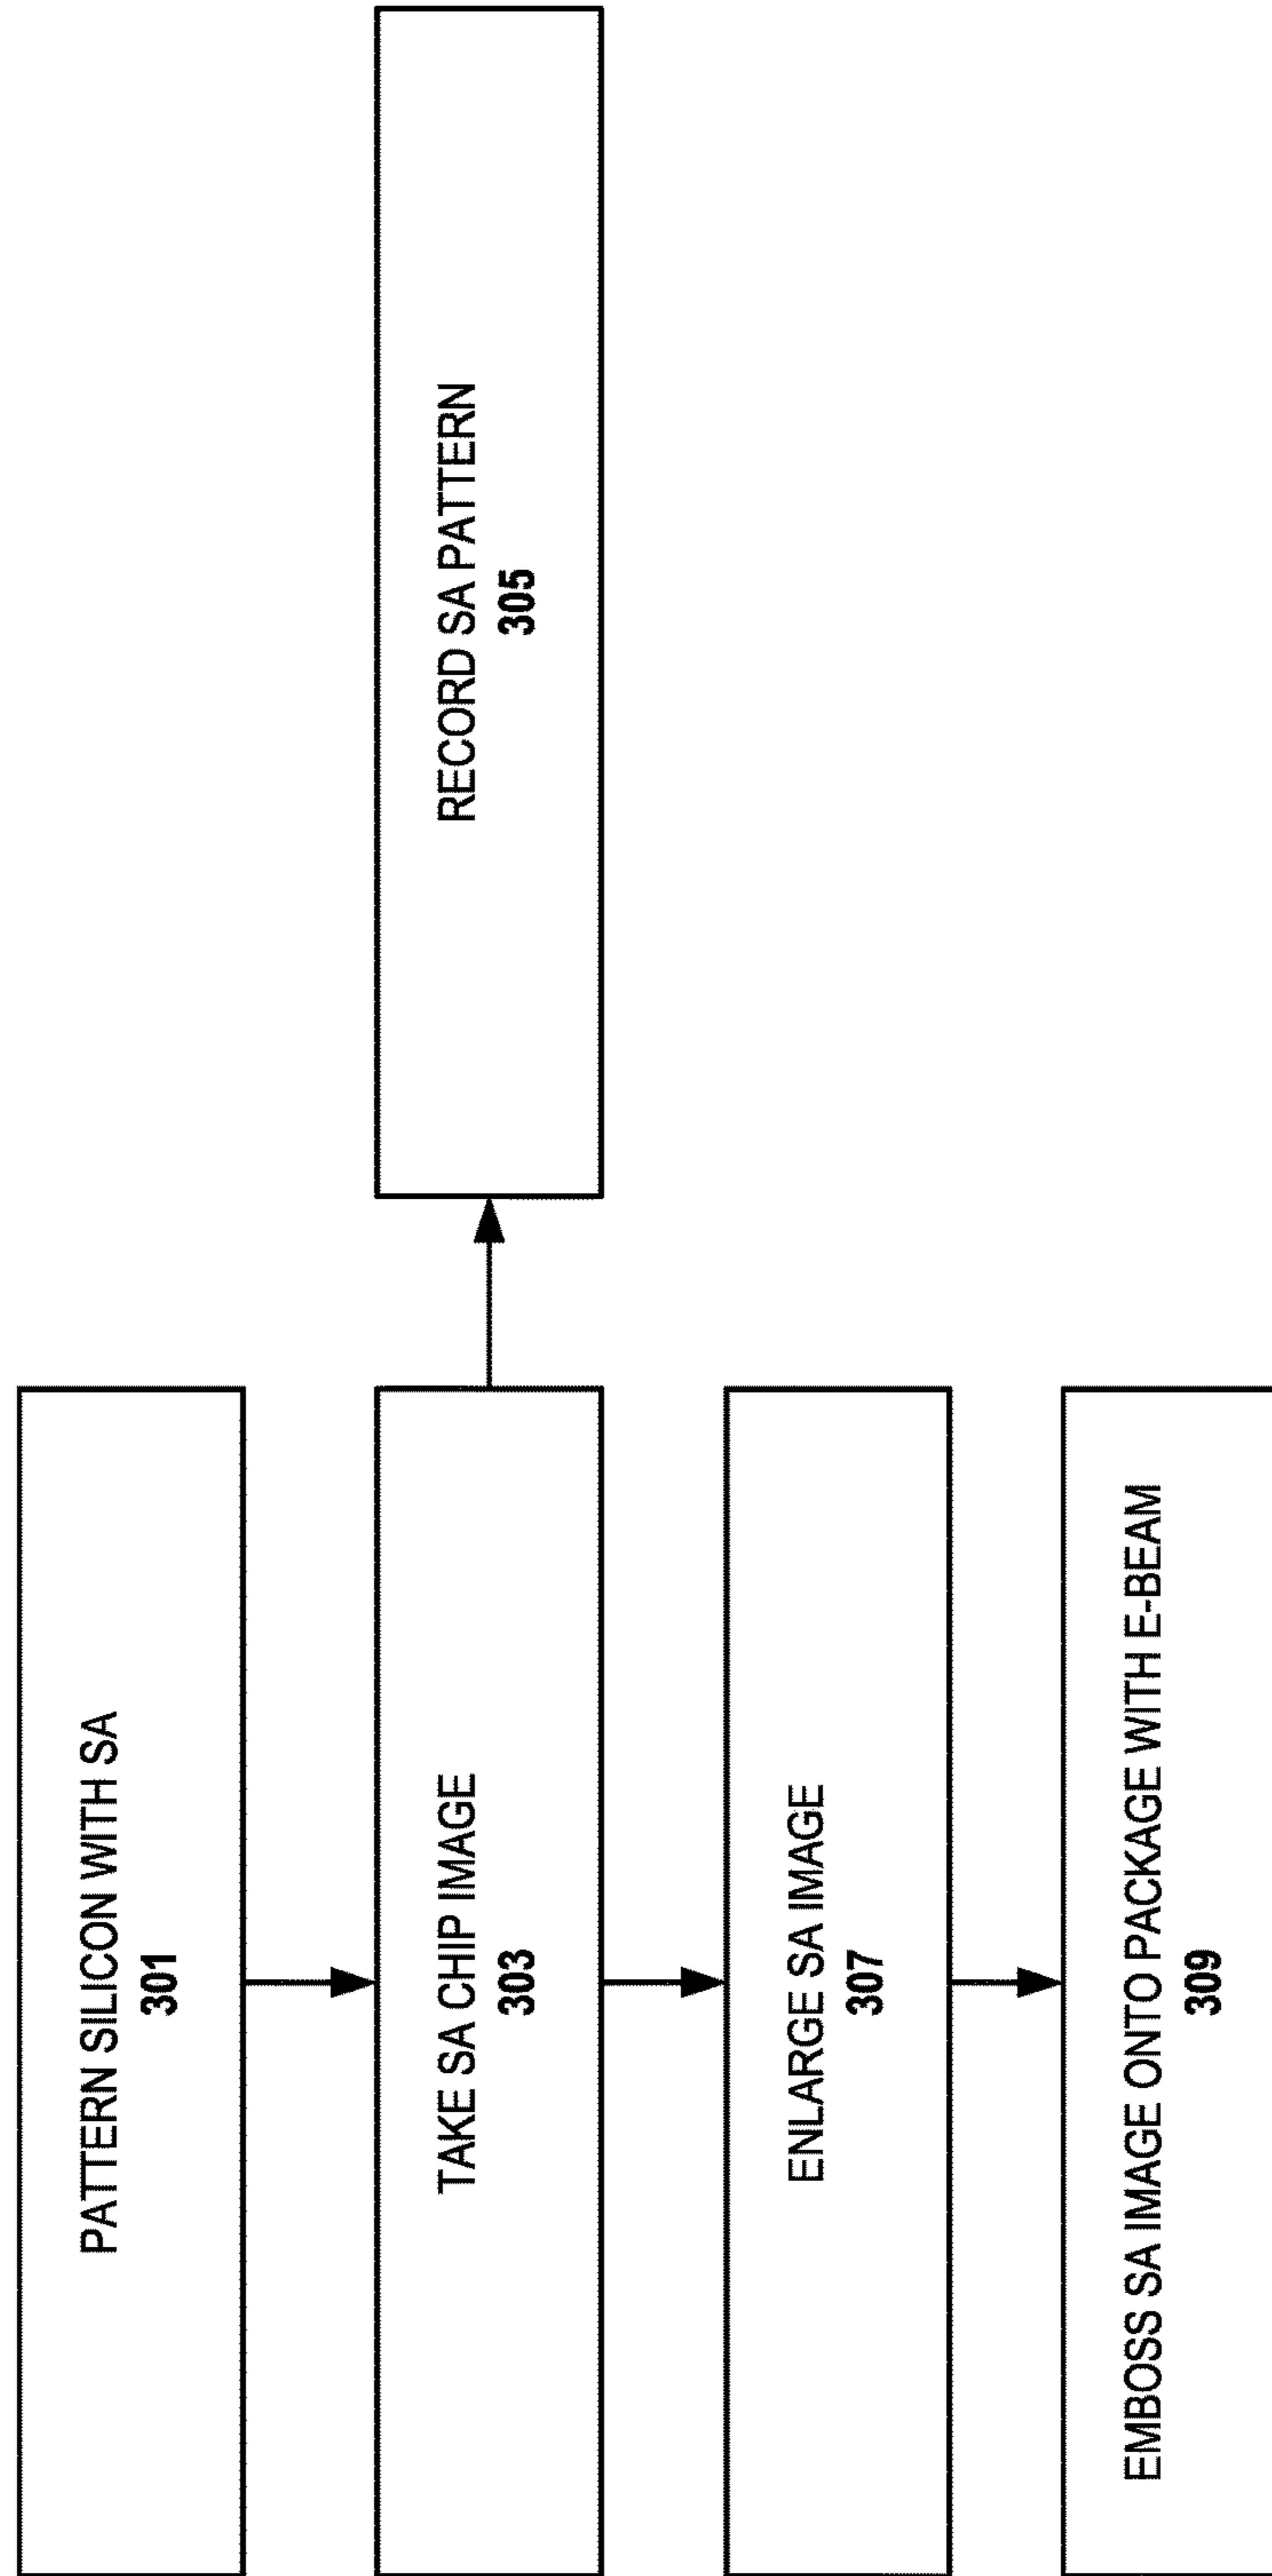 PATTERN SILICON WITH SA
301
TAKE SA CHIP IMAGE
303
RECORD SA PATTERN
305
ENLARGE SA IMAGE
307
EMBOSS SA IMAGE ONTO PACKAGE WITH E-BEAM
309